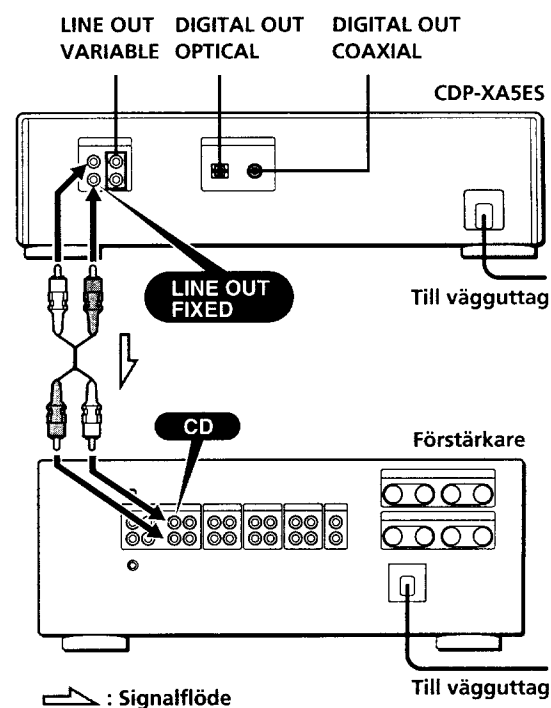 LINE OUT
VARIABLE
DIGITAL OUT
OPTICAL
DIGITAL OUT
COAXIAL
CDP-XA5ES
LINE OUT
FIXED
Till vägguttag
CD
Förstärkare
Till vägguttag
: Signalflöde